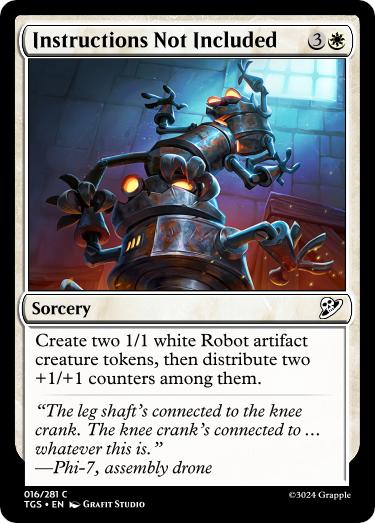 Instructions Not Included 3
Sorcery
Create two 1/1 white Robot artifact
creature tokens, then distribute two
+1/+1 counters among them.
“The leg shaft’s connected to the knee
crank. The knee crank’s connected to ...
whatever this is.”
—Phi-7, assembly drone
016/281 C
TGS • EN Grafit Studio
©3024 Grapple